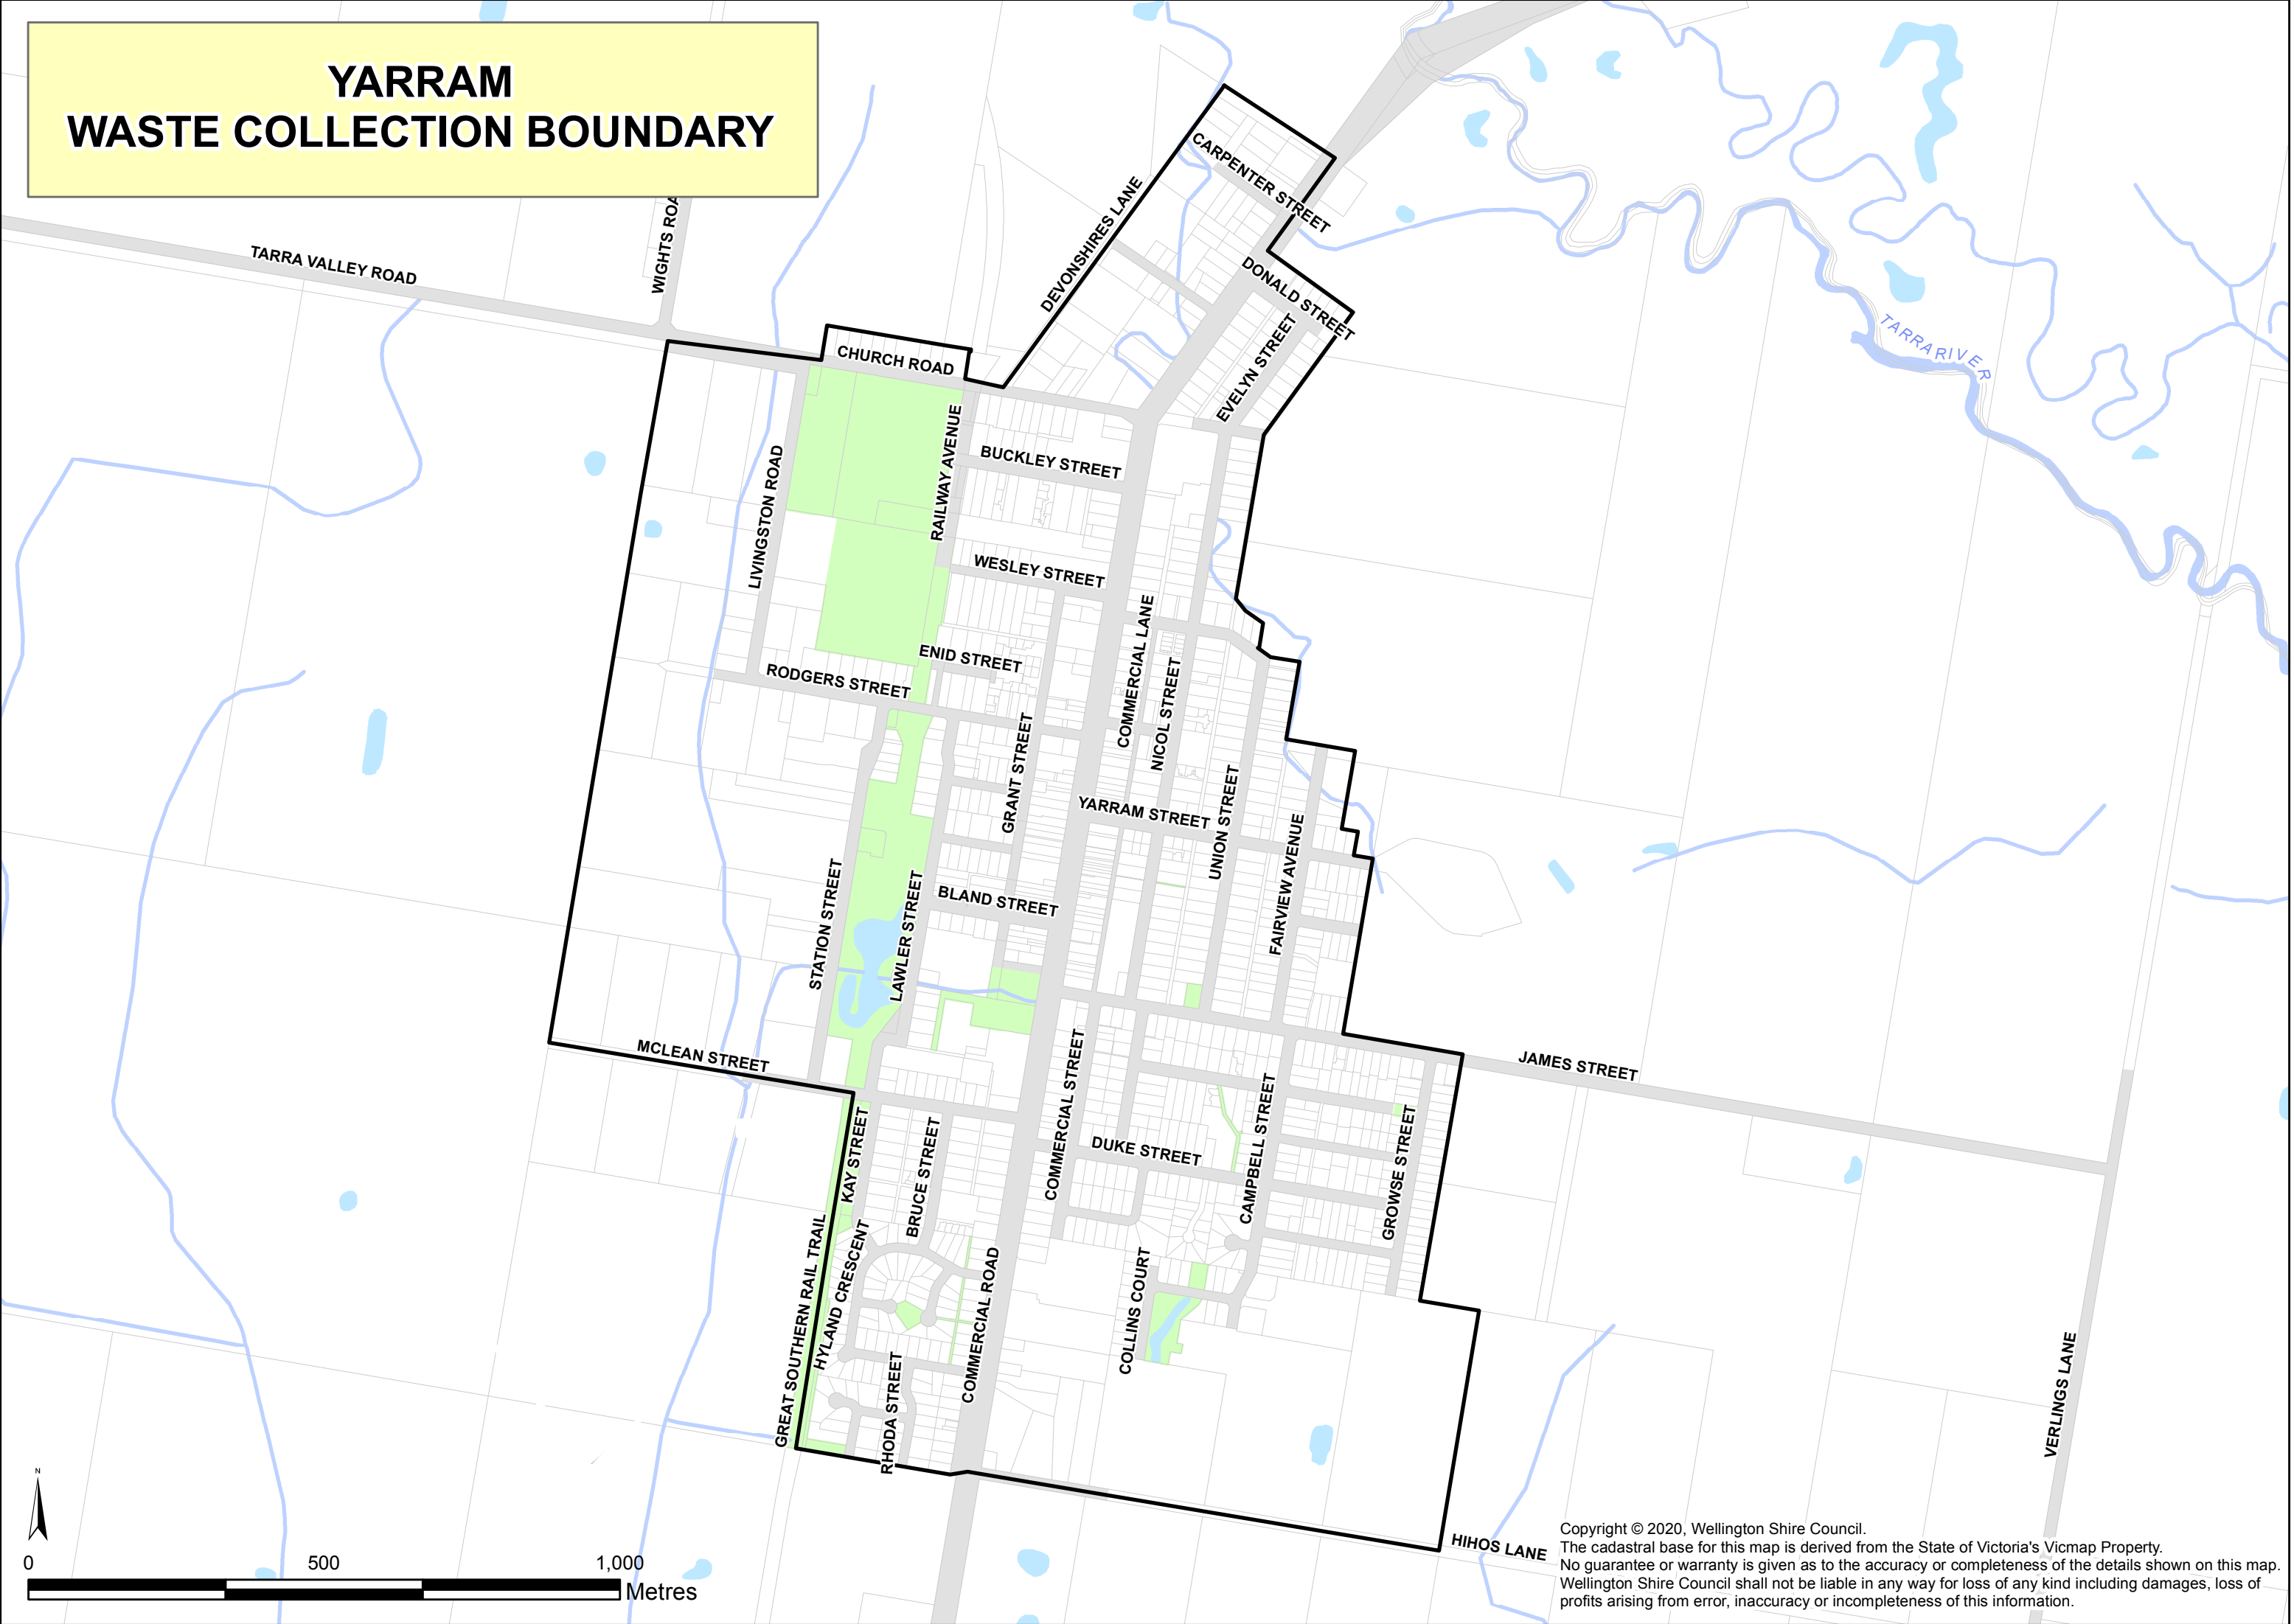 YARRAM
WASTE COLLECTION BOUNDARY
CARPENTER STREET
DEVONSHIRES LANE
WIGHTS ROA
TARRA VALLEY ROAD
DONALD STREET
EVELYN STREET
TARRA RIVER
CHURCH ROAD
RAILWAY AVENUE
BUCKLEY STREET
LIVINGSTON ROAD
WESLEY STREET
COMMERCIAL LANE
ENID STREET
NICOL STREET
RODGERS STREET
GRANT STREET
YARRAM STREET
UNION STREET
FAIRVIEW AVENUE
STATION STREET
LAWLER STREET
BLAND STREET
MCLEAN STREET
JAMES STREET
COMMERCIAL STREET
CAMPBELL STREET
GROWSE STREET
KAY STREET
BRUCE STREET
DUKE STREET
GREAT SOUTHERN RAIL TRAIL
HYLAND CRESCENT
COMMERCIAL ROAD
COLLINS COURT
VERLINGS LANE
RHODA STREET
HIHOS LANE
N
0 500 1,000
Metres
Copyright © 2020, Wellington Shire Council.
The cadastral base for this map is derived from the State of Victoria's Vicmap Property.
No guarantee or warranty is given as to the accuracy or completeness of the details shown on this map.
Wellington Shire Council shall not be liable in any way for loss of any kind including damages, loss of
profits arising from error, inaccuracy or incompleteness of this information.